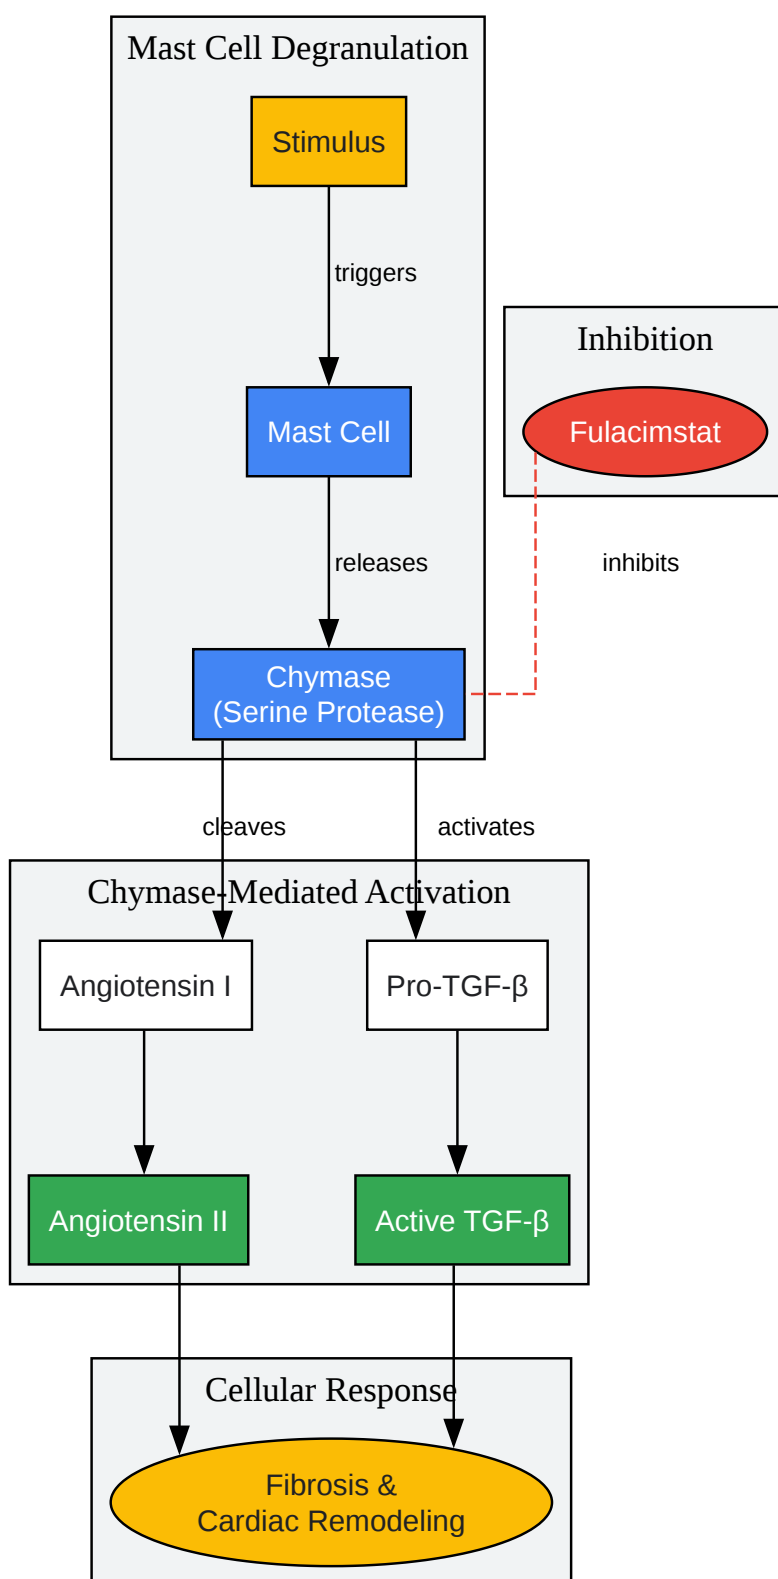 Mast Cell Degranulation
Stimulus
triggers
Inhibition
Mast Cell
Fulacimstat
releases
inhibits
Chymase
(Serine Protease)
cleaves
activates
Chymase-Mediated Activation
Angiotensin I
Pro-TGF-β
Angiotensin II
Active TGF-β
Cellular Response
Fibrosis &
Cardiac Remodeling